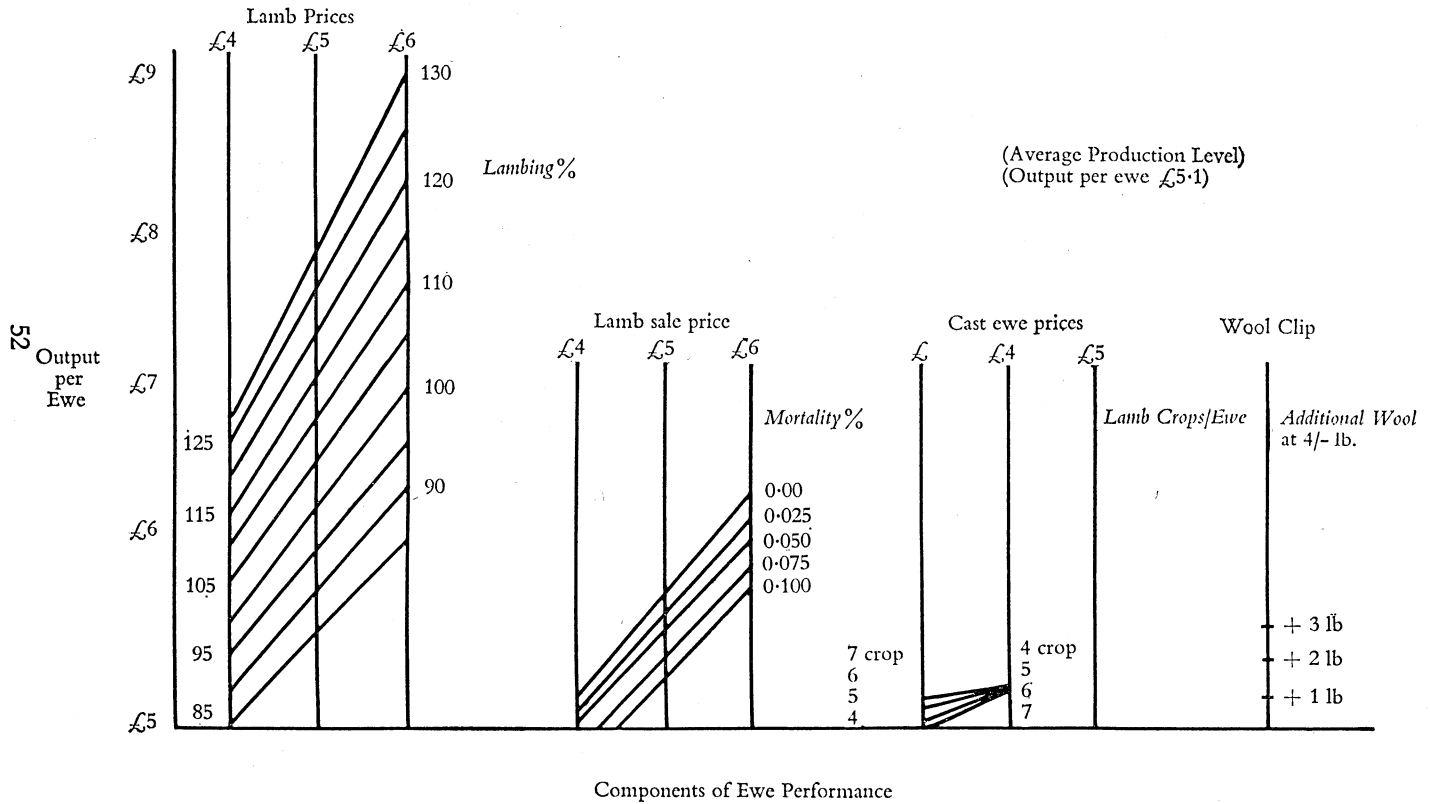 Lamb Prices
£4 £5 £6
£9
£8
£7
£6
£5
Output
per
Ewe
52
130
120
110
100
90
Lambing%
125
115
105
95
85
(Average Production Level)
(Output per ewe £5·1)
Lamb sale price
£4 £5 £6
Mortality%
0·00
0·025
0·050
0·075
0·100
Cast ewe prices
£ £4 £5
7 crop
6
5
4
4 crop
5
6
7
Lamb Crops/Ewe
Wool Clip
Additional Wool
at 4/- lb.
+ 3 lb
+ 2 lb
+ 1 lb
Components of Ewe Performance